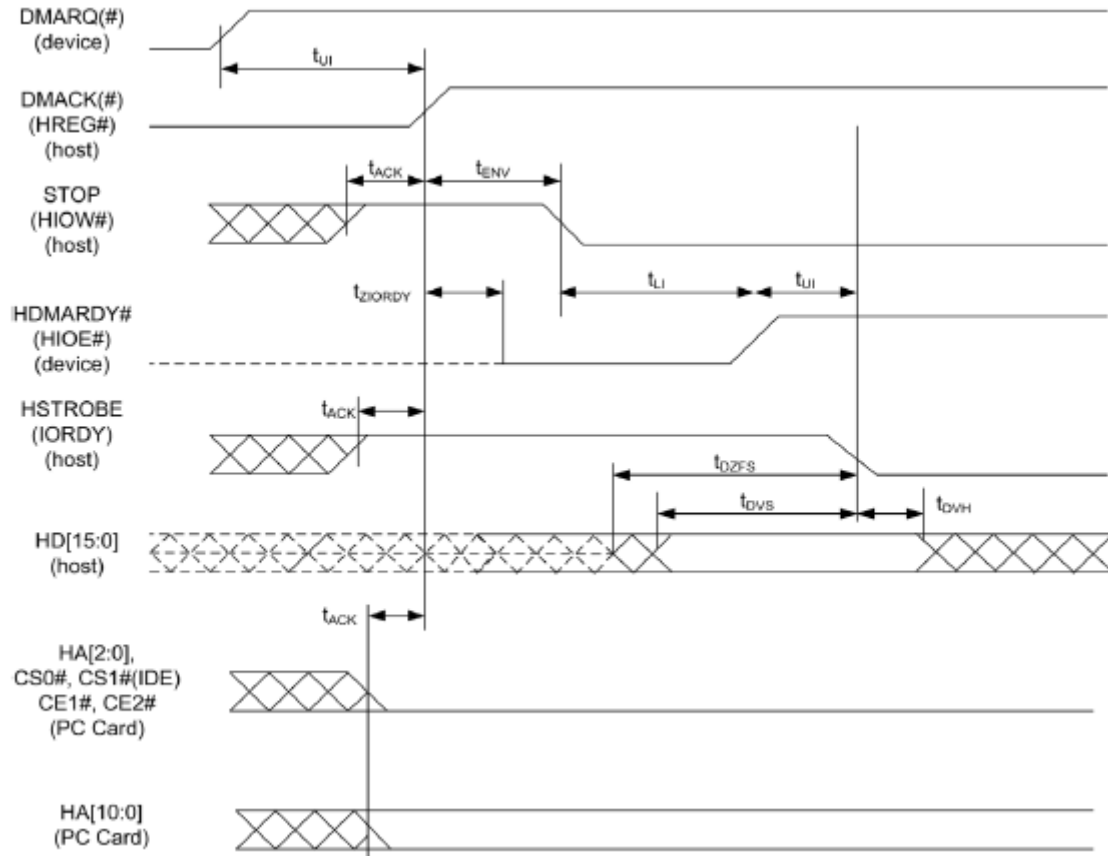 DMARQ(#)
(device)
tUI
DMACK(#)
(HREG#)
(host)
tACK
tENV
STOP
(HIOW#)
(host)
tZIORDY
tLI
tUI
HDMARDY#
(HIOE#)
(device)
tACK
HSTROBE
(IORDY)
(host)
tDZFS
tDVS
tDVH
HD[15:0]
(host)
tACK
HA[2:0],
CS0#, CS1#(IDE)
CE1#, CE2#
(PC Card)
HA[10:0]
(PC Card)